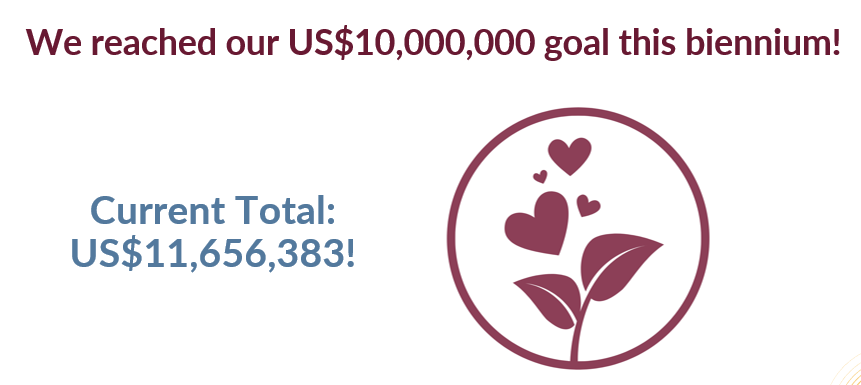 We reached our US$10,000,000 goal this biennium!
Current Total:
US$11,656,383!